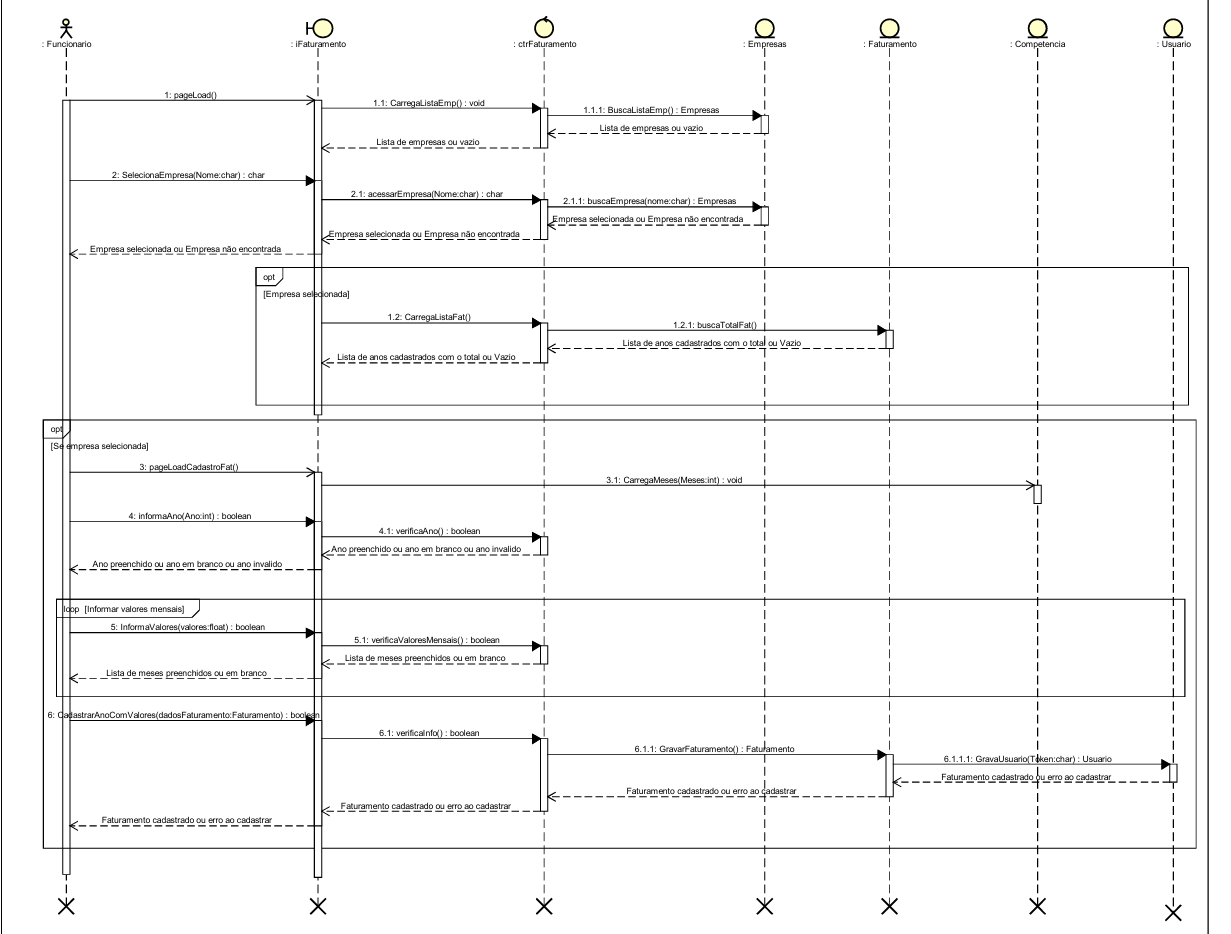 : Funcionario
: iFaturamento
: ctrFaturamento
: Empresas
: Faturamento
: Competencia
: Usuario
1: pageLoad()
1.1: CarregaListaEmp() : void
1.1.1: BuscaListaEmp() : Empresas
Lista de empresas ou vazio
Lista de empresas ou vazio
2: SelecionaEmpresa(Nome:char) : char
2.1: acessarEmpresa(Nome:char) : char
2.1.1: buscaEmpresa(nome:char) : Empresas
Empresa selecionada ou Empresa não encontrada
Empresa selecionada ou Empresa não encontrada
Empresa selecionada ou Empresa não encontrada
opt
[Empresa selecionada]
1.2: CarregaListaFat()
1.2.1: buscaTotalFat()
Lista de anos cadastrados com o total ou Vazio
Lista de anos cadastrados com o total ou Vazio
opt
[Se empresa selecionada]
3: pageLoadCadastroFat()
3.1: CarregaMeses(Meses:int) : void
4: informaAno(Ano:int) : boolean
4.1: verificaAno() : boolean
Ano preenchido ou ano em branco ou ano invalido
Ano preenchido ou ano em branco ou ano invalido
loop [Informar valores mensais]
5: InformaValores(valores:float) : boolean
5.1: verificaValoresMensais() : boolean
Lista de meses preenchidos ou em branco
Lista de meses preenchidos ou em branco
6: CadastrarAnoComValores(dadosFaturamento:Faturamento) : boolean
6.1: verificaInfo() : boolean
6.1.1: GravarFaturamento() : Faturamento
6.1.1.1: GravaUsuario(Token:char) : Usuario
Faturamento cadastrado ou erro ao cadastrar
Faturamento cadastrado ou erro ao cadastrar
Faturamento cadastrado ou erro ao cadastrar
Faturamento cadastrado ou erro ao cadastrar